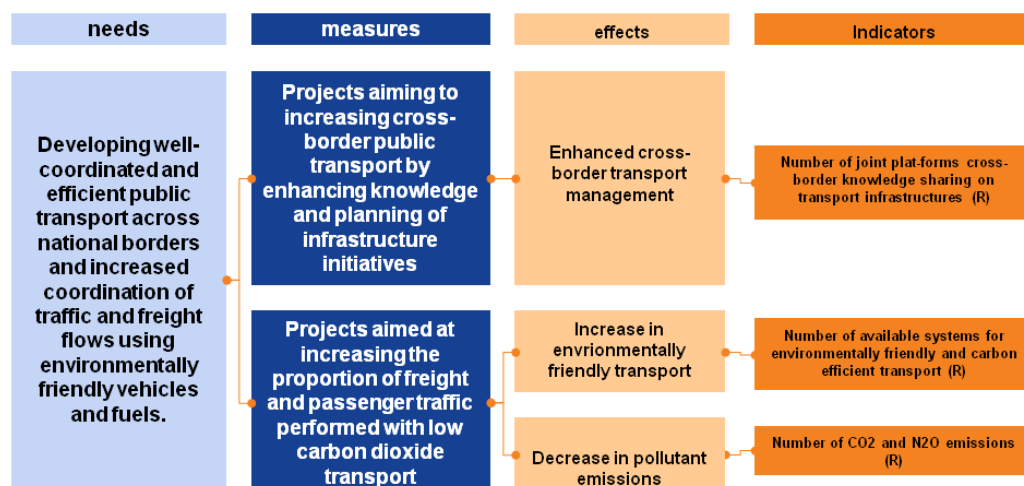 needs
measures
effects
Indicators
Developing well-
coordinated and
efficient public
transport across
national borders
and increased
coordination of
traffic and freight
flows using
environmentally
friendly vehicles
and fuels.
Projects aiming to
increasing cross-
border public
transport by
enhancing knowledge
and planning of
infrastructure
initiatives
Enhanced cross-
border transport
management
Number of joint plat-forms cross-
border knowledge sharing on
transport infrastructures (R)
Projects aimed at
increasing the
proportion of freight
and passenger traffic
performed with low
carbon dioxide
transport
Increase in
envrionmentally
friendly transport
Number of available systems for
environmentally friendly and carbon
efficient transport (R)
Decrease in pollutant
emissions
Number of CO2 and N2O emissions
(R)